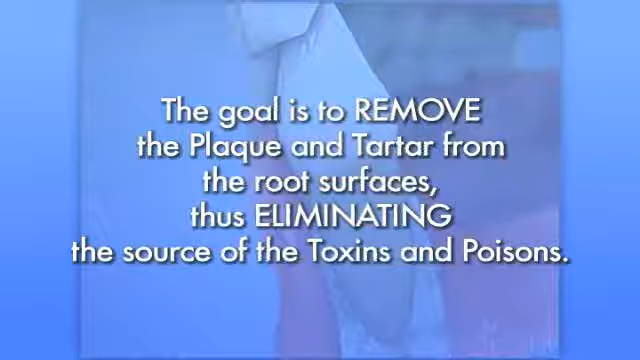 The goal is to REMOVE
the Plaque and Tartar from
the root surfaces,
thus ELIMINATING
the source of the Toxins and Poisons.